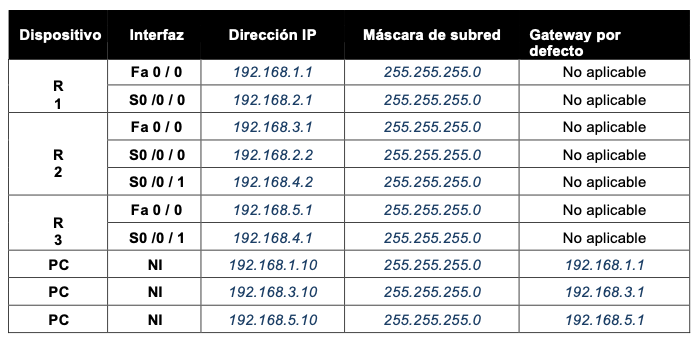 Dispositivo Interfaz Dirección IP Máscara de subred Gateway por
defecto
R
1
Fa 0 / 0 192.168.1.1 255.255.255.0 No aplicable
S0 /0 / 0 192.168.2.1 255.255.255.0 No aplicable
R
2
Fa 0 / 0 192.168.3.1 255.255.255.0 No aplicable
S0 /0 / 0 192.168.2.2 255.255.255.0 No aplicable
S0 /0 / 1 192.168.4.2 255.255.255.0 No aplicable
R
3
Fa 0 / 0 192.168.5.1 255.255.255.0 No aplicable
S0 /0 / 1 192.168.4.1 255.255.255.0 No aplicable
PC NI 192.168.1.10 255.255.255.0 192.168.1.1
PC NI 192.168.3.10 255.255.255.0 192.168.3.1
PC NI 192.168.5.10 255.255.255.0 192.168.5.1